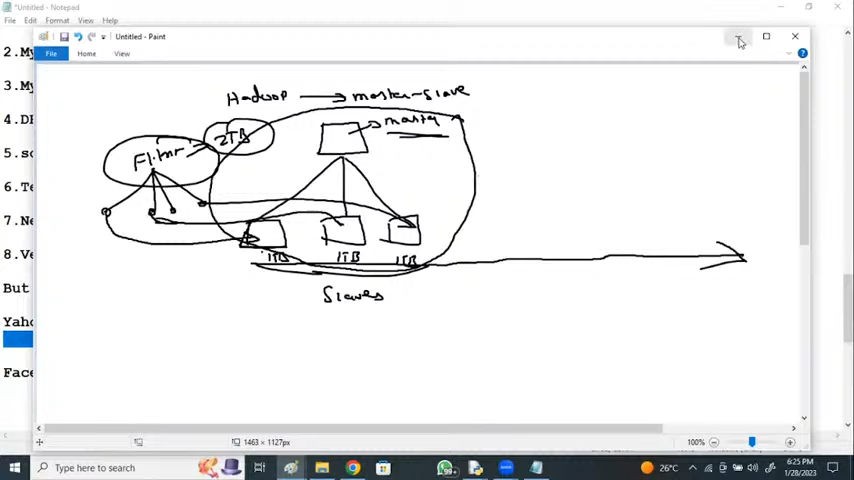 *Untitled - Notepad
File Edit Format View Help
Untitled - Paint
File Home View
2.My
3.My
4.DB
5.sc
6.Te
7.Ne
8.Ve
But
Yaho
Face
Hadoop → master-slave
master
2TB
1TB 1TB 1TB
Slaves
1463 × 1127px
100%
Type here to search
99+
26°C
6:25 PM
1/28/2023